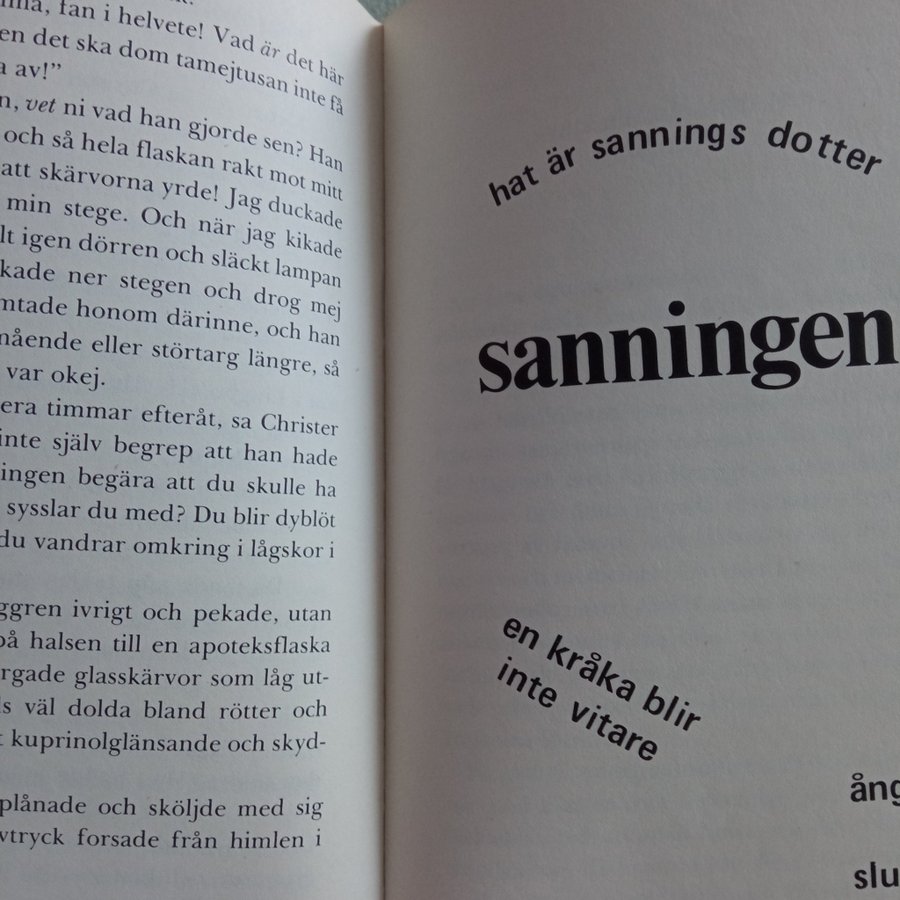 fan i helvete! Vad är det här
en det ska dom tamejtusan inte få
a av!”
n, vet ni vad han gjorde sen? Han
och så hela flaskan rakt mot mitt
att skärvorna yrde! Jag duckade
min stege. Och när jag kikade
lt igen dörren och släckt lampan
kade ner stegen och drog mej
mtade honom därinne, och han
mående eller störtarg längre, så
var okej.
era timmar efteråt, sa Christer
inte själv begrep att han hade
ingen begära att du skulle ha
sysslar du med? Du blir dyblöt
du vandrar omkring i lågskor i
ggren ivrigt och pekade, utan
på halsen till en apoteksflaska
rgade glasskärvor som låg ut-
s väl dolda bland rötter och
t kuprinolglänsande och skyd-
plånade och sköljde med sig
vtryck forsade från himlen i
hat är sannings dotter
sanningen
en kråka blir
inte vitare
ång
slu